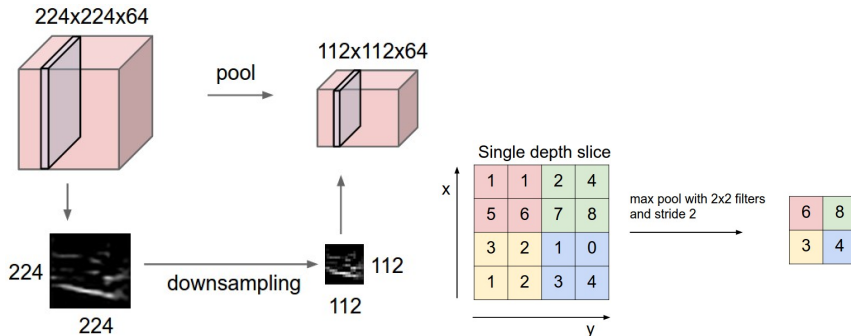 224x224x64
pool
112x112x64
224
224
downsampling
112
112
Single depth slice
x
1 1 2 4
5 6 7 8
3 2 1 0
1 2 3 4
y
max pool with 2x2 filters
and stride 2
6 8
3 4